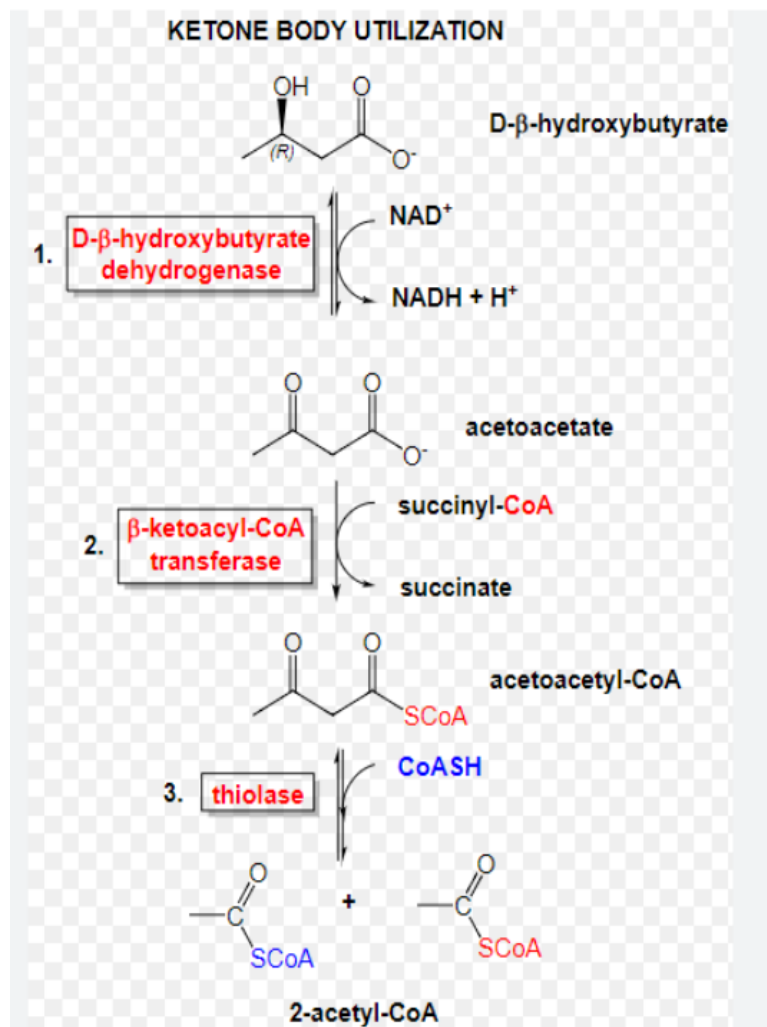 KETONE BODY UTILIZATION
OH
O
D-β-hydroxybutyrate
(R)
O-
NAD+
1.
D-β-hydroxybutyrate
dehydrogenase
NADH + H+
O
O
acetoacetate
O-
succinyl-CoA
2.
β-ketoacyl-CoA
transferase
succinate
O
O
acetoacetyl-CoA
SCoA
CoASH
3.
thiolase
O
O
C
+
C
SCoA
SCoA
2-acetyl-CoA